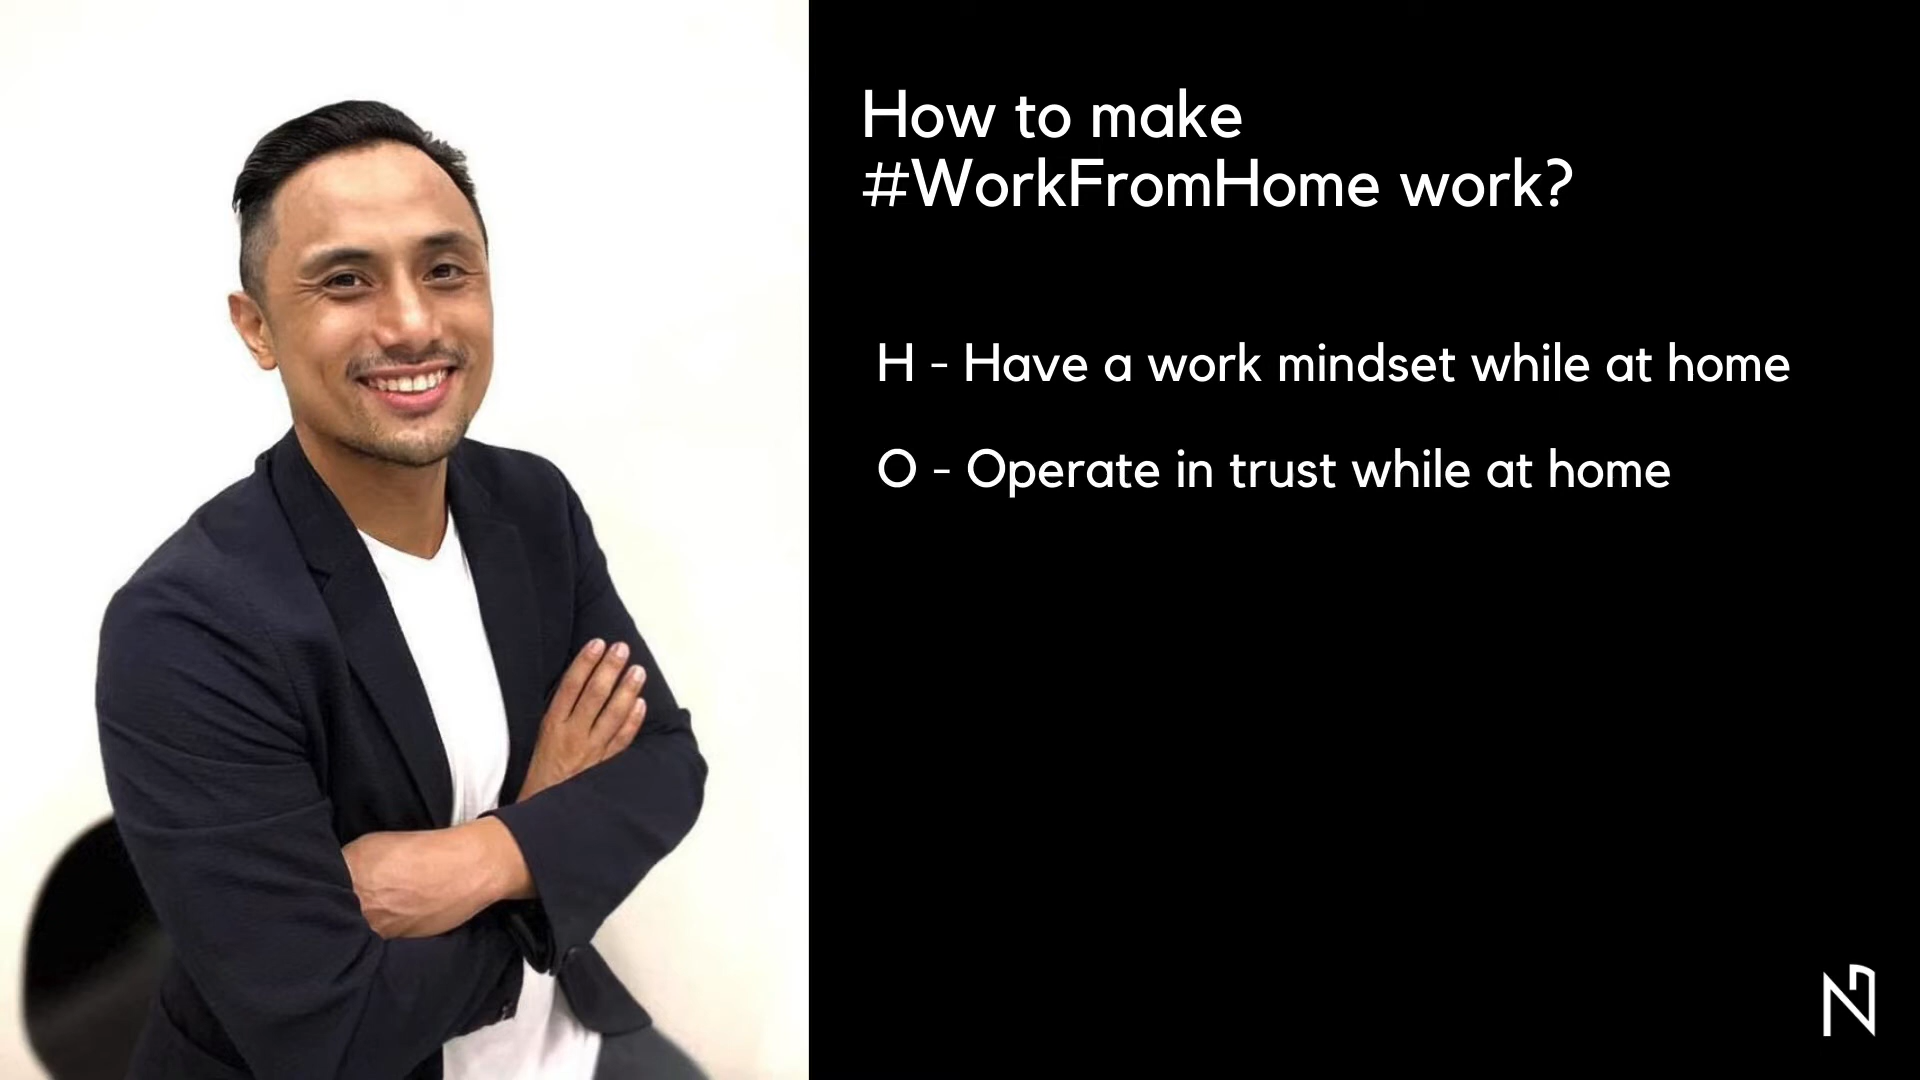 How to make
#WorkFromHome work?
H - Have a work mindset while at home
O - Operate in trust while at home